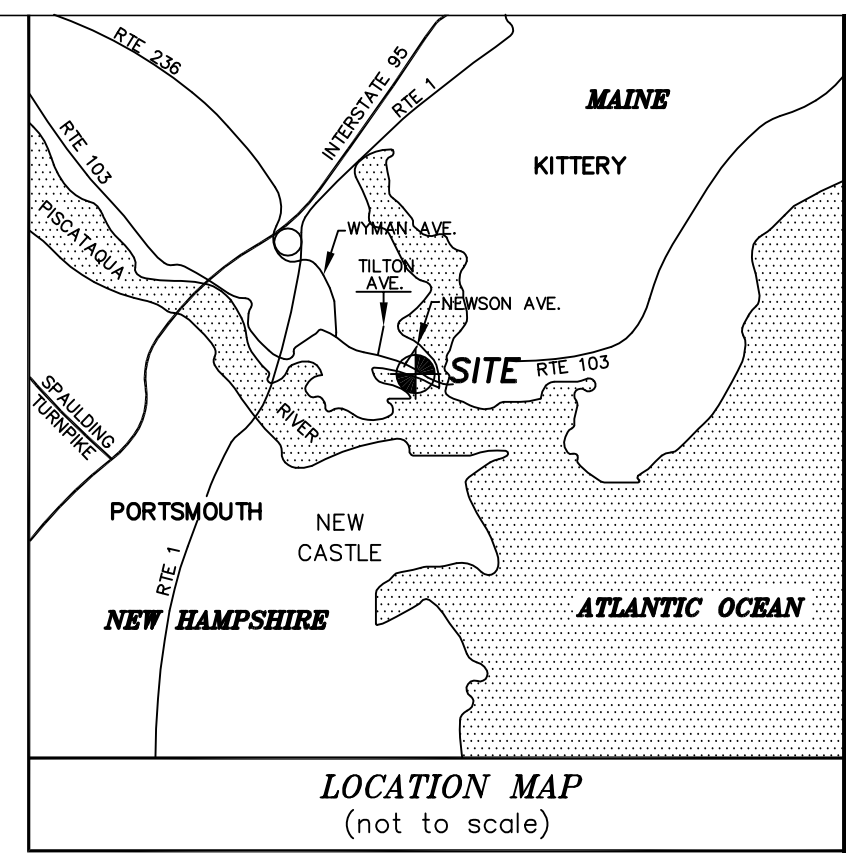 RTE 236
INTERSTATE 95
RTE 1
MAINE
RTE 103
KITTERY
PISCATAQUA
WYMAN AVE.
TILTON
AVE.
NEWSON AVE.
SITE
RTE 103
SPAULDING
TURNPIKE
RIVER
PORTSMOUTH
NEW
CASTLE
RTE 1
NEW HAMPSHIRE
ATLANTIC OCEAN
LOCATION MAP
(not to scale)